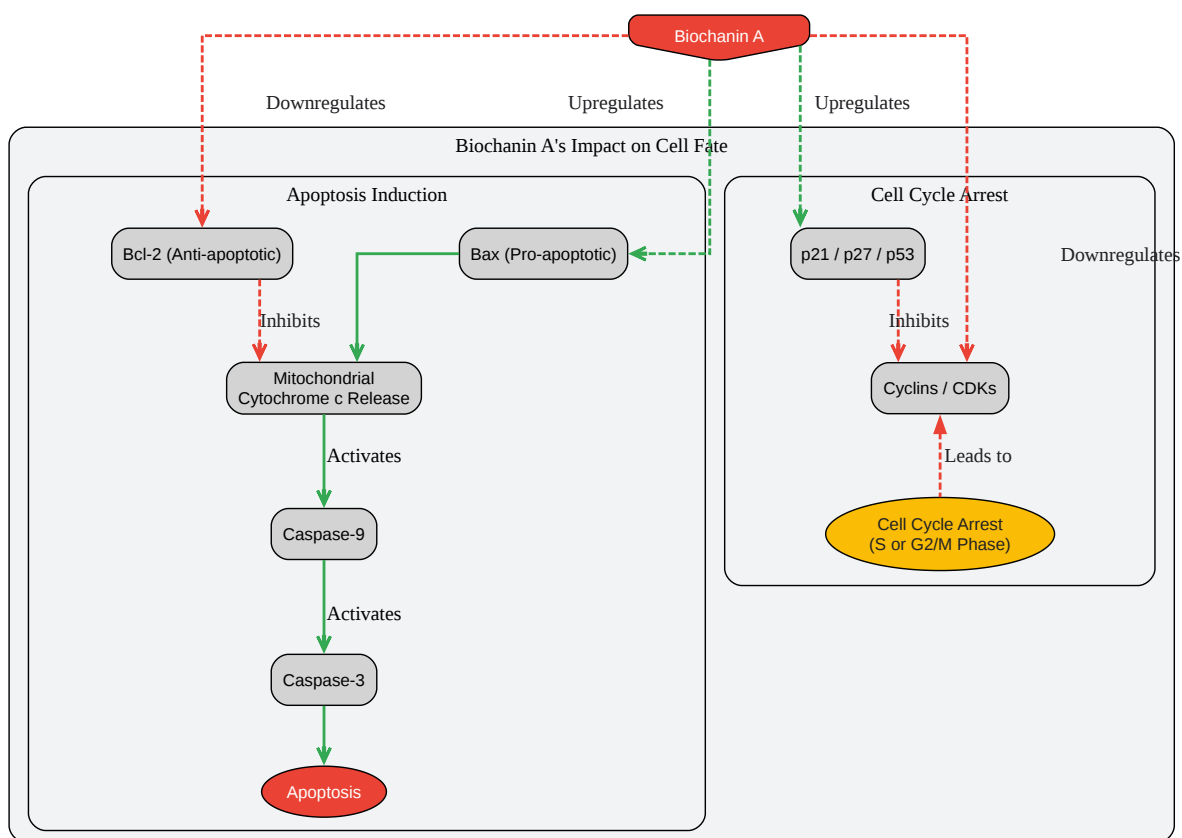 Biochanin A
Downregulates
Upregulates
Upregulates
Biochanin A's Impact on Cell Fate
Apoptosis Induction
Cell Cycle Arrest
Bcl-2 (Anti-apoptotic)
Bax (Pro-apoptotic)
p21 / p27 / p53
Downregulates
Inhibits
Inhibits
Mitochondrial
Cytochrome c Release
Cyclins / CDKs
Activates
Leads to
Caspase-9
Cell Cycle Arrest
(S or G2/M Phase)
Activates
Caspase-3
Apoptosis